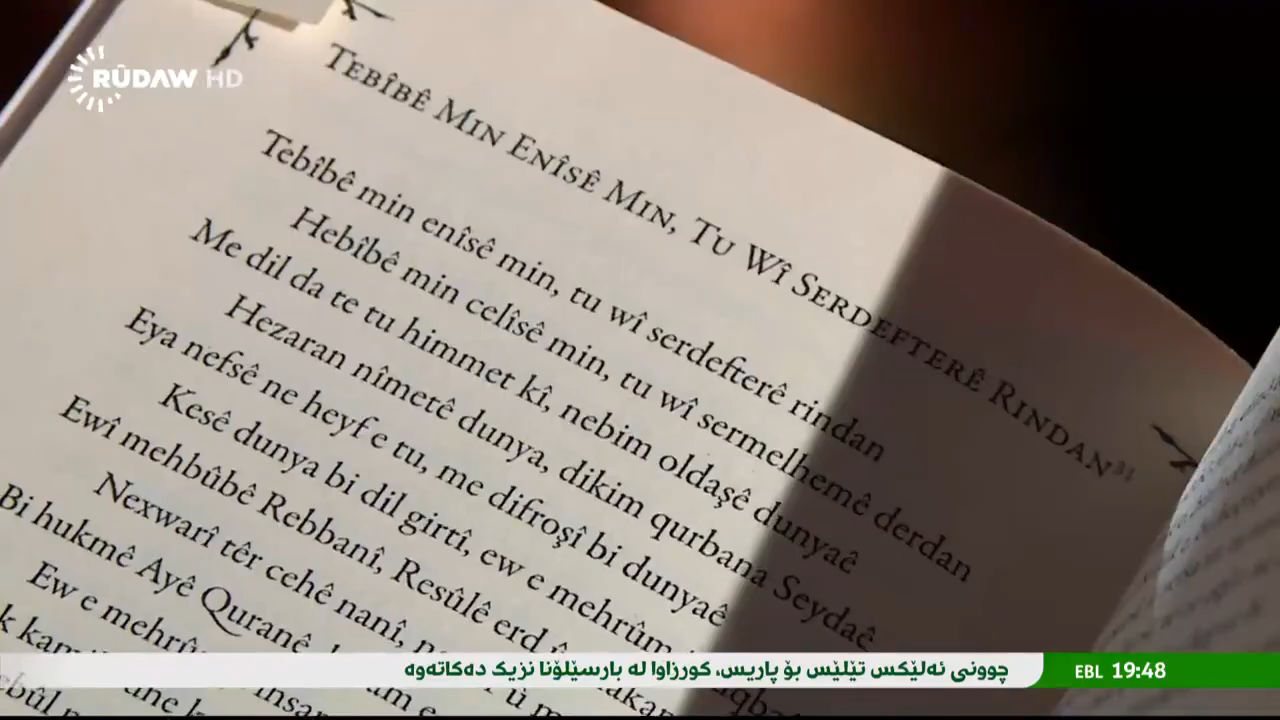 RÛDAW HD
TEBÎBÊ MIN ENÎSÊ MIN, TU WÎ SERDEFTERÊ RINDAN³¹
Tebîbê min enîsê min, tu wî serdefterê rindan
Hebîbê min celîsê min, tu wî sermelhemê derdan
Me dil da te tu himmet kî, nebim oldaşê dunyaê
Hezaran nîmetê dunya, dikim qurbana Seydaê
Eya nefsê ne heyf e tu, me difroşî bi dunyaê
Kesê dunya bi dil girtî, ew e mehrûm
Ewî mehbûbê Rebbanî, Resûlê erd û
Nexwarî têr cehê nanî,
Bi hukmê Ayê Quranê
Ew e
چوونی ئەلێکس تێلێس بۆ پاریس، کورزاوا لە بارسێلۆنا نزیک دەکاتەوە
EBL 19:48